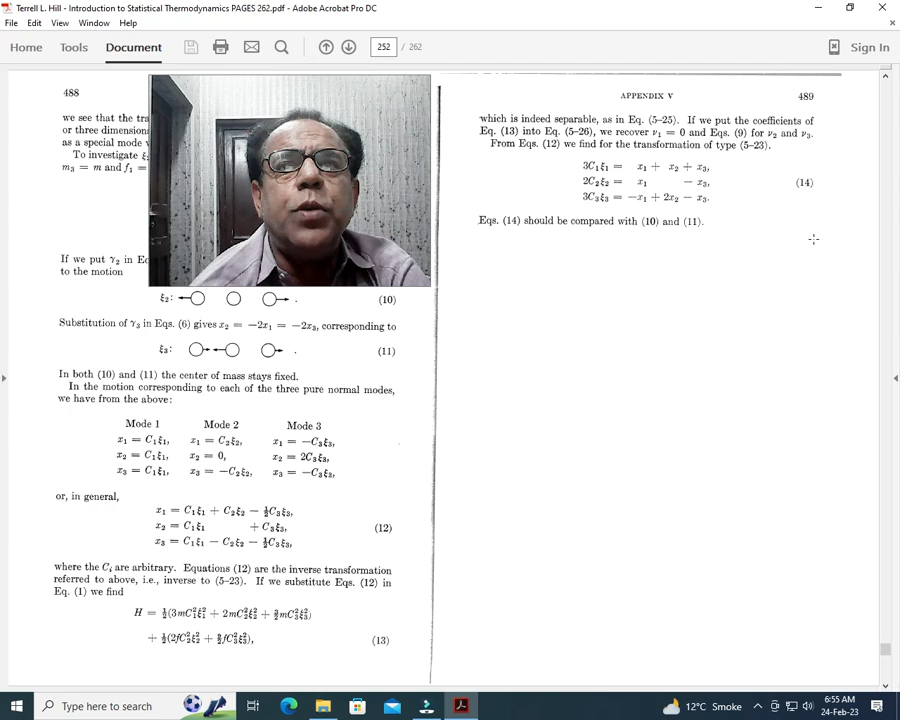 Terrell L. Hill - Introduction to Statistical Thermodynamics PAGES 262.pdf - Adobe Acrobat Pro DC
File Edit View Window Help
Home Tools Document 252 / 262 Sign In
488
we see that the tra
or three dimension
as a special mode
To investigate ξ
m₃ = m and f₁ =
If we put γ₂ in Eq
to the motion
ξ₂: . (10)
Substitution of γ₃ in Eqs. (6) gives x₂ = −2x₁ = −2x₃, corresponding to
ξ₃: . (11)
In both (10) and (11) the center of mass stays fixed.
In the motion corresponding to each of the three pure normal modes,
we have from the above:
Mode 1 Mode 2 Mode 3
x₁ = C₁ξ₁, x₁ = C₂ξ₂, x₁ = −C₃ξ₃,
x₂ = C₁ξ₁, x₂ = 0, x₂ = 2C₃ξ₃,
x₃ = C₁ξ₁, x₃ = −C₂ξ₂, x₃ = −C₃ξ₃,
or, in general,
x₁ = C₁ξ₁ + C₂ξ₂ − ½C₃ξ₃,
x₂ = C₁ξ₁ + C₃ξ₃, (12)
x₃ = C₁ξ₁ − C₂ξ₂ − ½C₃ξ₃,
where the Cᵢ are arbitrary. Equations (12) are the inverse transformation
referred to above, i.e., inverse to (5–23). If we substitute Eqs. (12) in
Eq. (1) we find
H = ½(3mC₁²ξ̇₁² + 2mC₂²ξ̇₂² + 3/2mC₃²ξ̇₃²)
+ ½(2fC₂²ξ₂² + 9/2fC₃²ξ₃²), (13)
APPENDIX V 489
which is indeed separable, as in Eq. (5–25). If we put the coefficients of
Eq. (13) into Eq. (5–26), we recover ν₁ = 0 and Eqs. (9) for ν₂ and ν₃.
From Eqs. (12) we find for the transformation of type (5–23).
3C₁ξ₁ = x₁ + x₂ + x₃,
2C₂ξ₂ = x₁ − x₃, (14)
3C₃ξ₃ = −x₁ + 2x₂ − x₃.
Eqs. (14) should be compared with (10) and (11).
Type here to search
12°C Smoke
6:55 AM
24-Feb-23